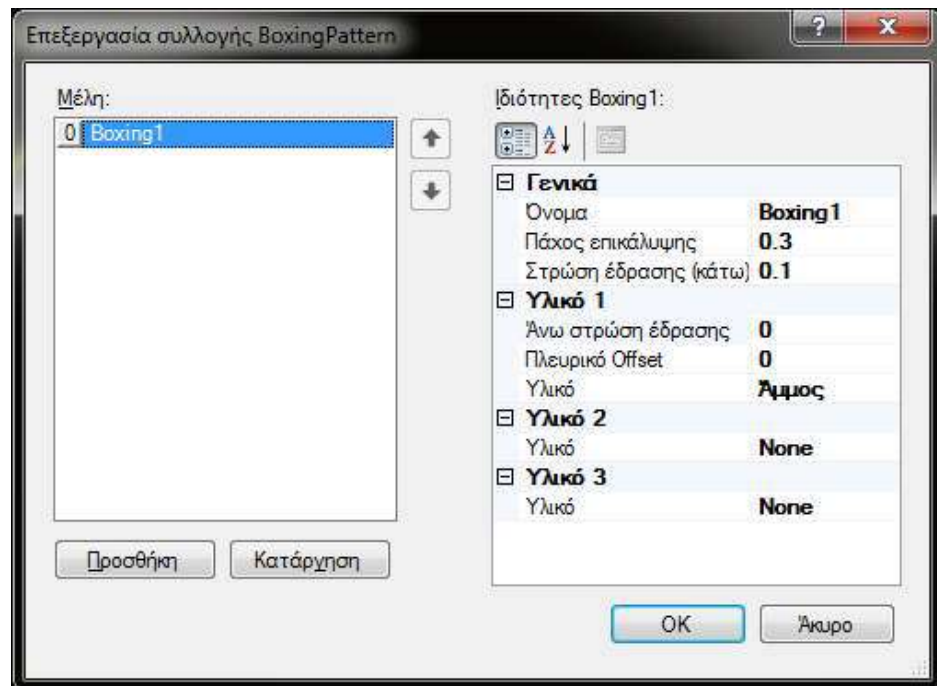 Επεξεργασία συλλογής BoxingPattern
Μέλη:
0 Boxing1
Προσθήκη
Κατάργηση
Ιδιότητες Boxing1:
Γενικά
Όνομα Boxing1
Πάχος επικάλυψης 0.3
Στρώση έδρασης (κάτω) 0.1
Υλικό 1
Άνω στρώση έδρασης 0
Πλευρικό Offset 0
Υλικό Άμμος
Υλικό 2
Υλικό None
Υλικό 3
Υλικό None
OK
Άκυρο